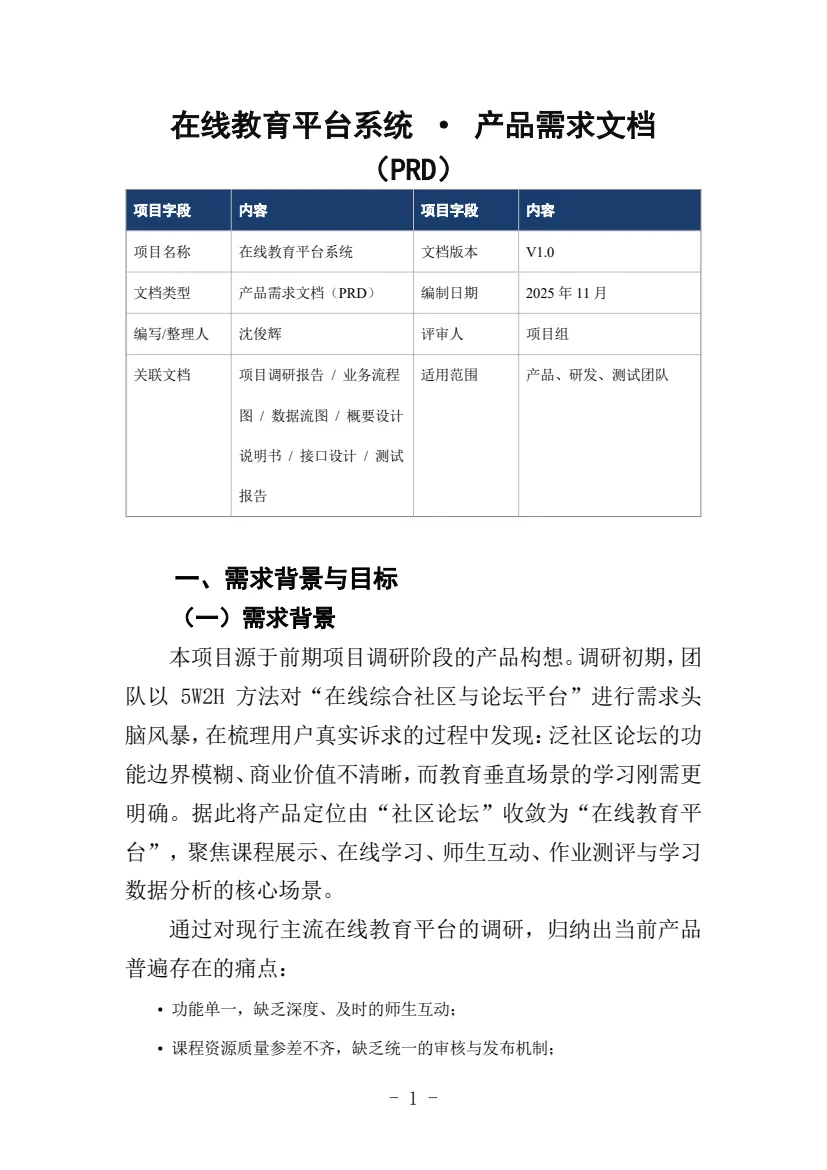 在线教育平台系统 · 产品需求文档
（PRD）
项目字段 内容 项目字段 内容
项目名称 在线教育平台系统 文档版本 V1.0
文档类型 产品需求文档（PRD） 编制日期 2025 年 11 月
编写/整理人 沈俊辉 评审人 项目组
关联文档 项目调研报告 / 业务流程 适用范围 产品、研发、测试团队
图 / 数据流图 / 概要设计
说明书 / 接口设计 / 测试
报告
一、需求背景与目标
（一）需求背景
本项目源于前期项目调研阶段的产品构想。调研初期，团
队以 5W2H 方法对“在线综合社区与论坛平台”进行需求头
脑风暴，在梳理用户真实诉求的过程中发现：泛社区论坛的功
能边界模糊、商业价值不清晰，而教育垂直场景的学习刚需更
明确。据此将产品定位由“社区论坛”收敛为“在线教育平
台”，聚焦课程展示、在线学习、师生互动、作业测评与学习
数据分析的核心场景。
通过对现行主流在线教育平台的调研，归纳出当前产品
普遍存在的痛点：
• 功能单一，缺乏深度、及时的师生互动；
• 课程资源质量参差不齐，缺乏统一的审核与发布机制；
- 1 -